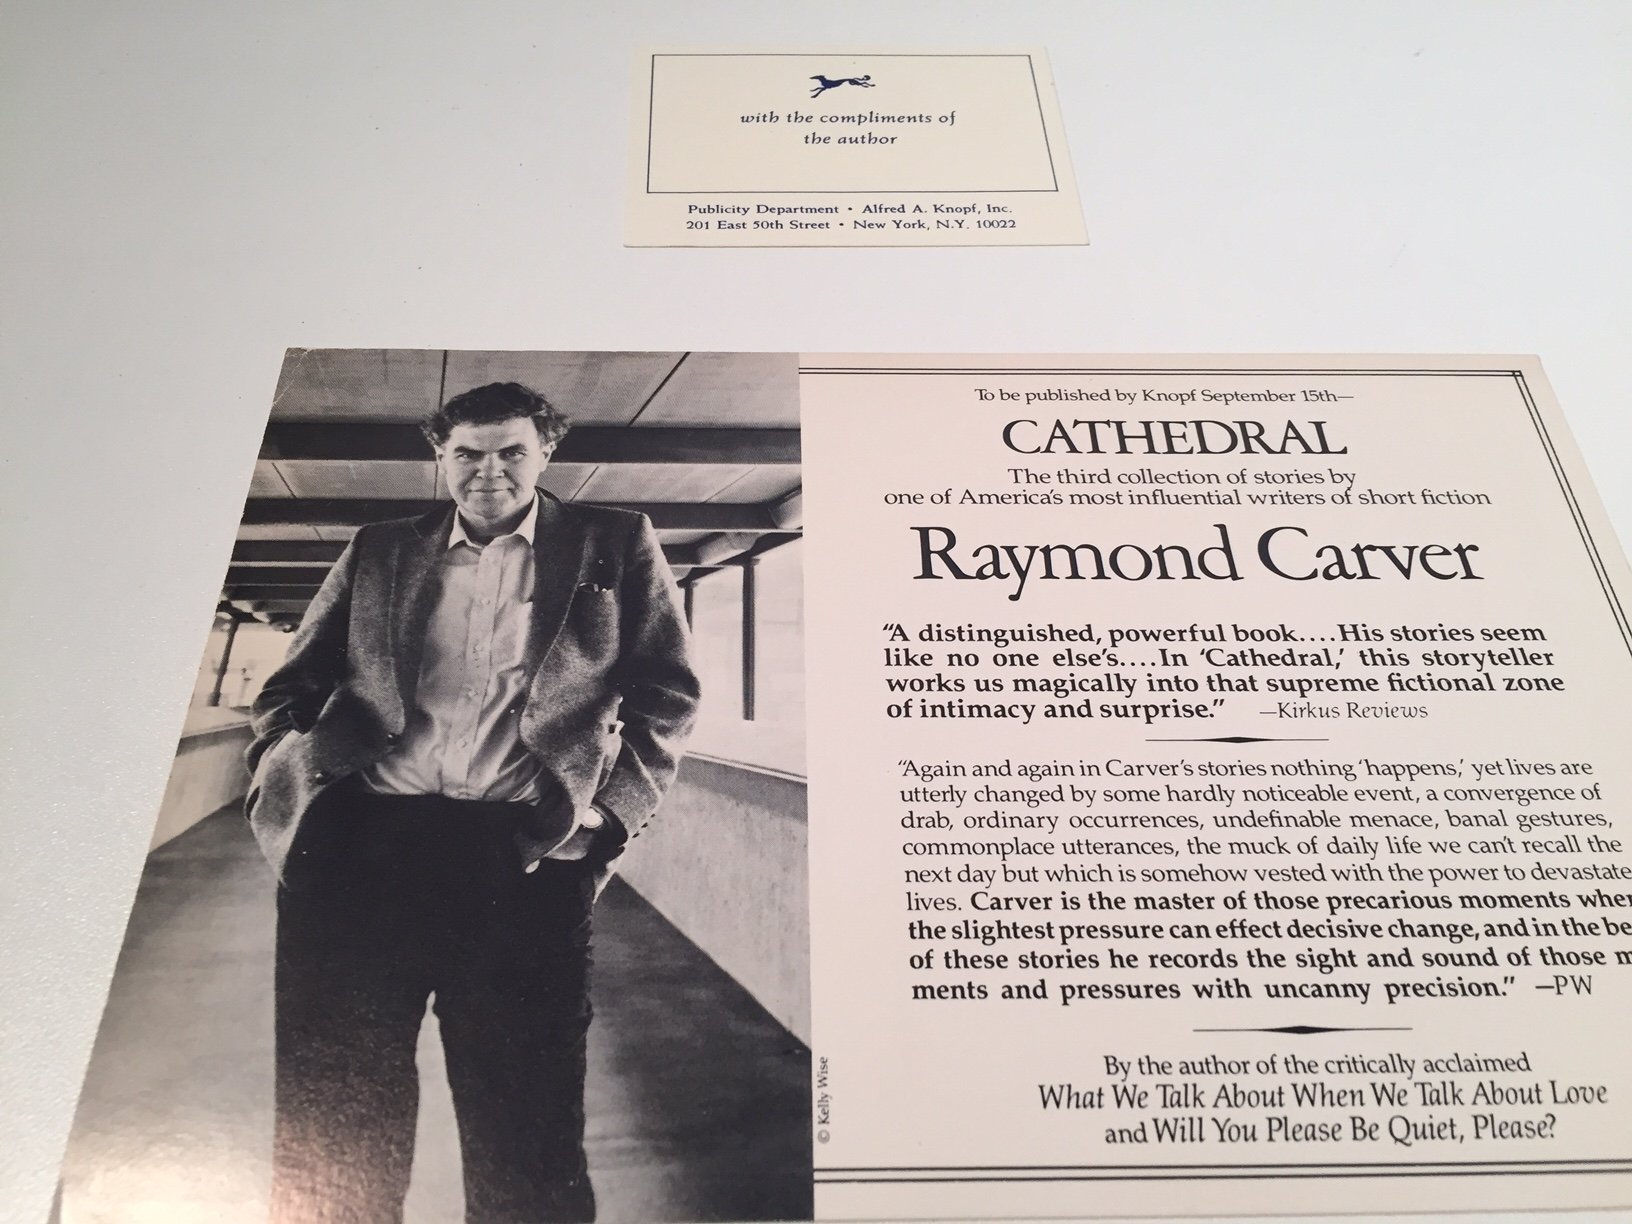 with the compliments of
the author
Publicity Department • Alfred A. Knopf, Inc.
201 East 50th Street • New York, N.Y. 10022
To be published by Knopf September 15th—
CATHEDRAL
The third collection of stories by
one of America's most influential writers of short fiction
Raymond Carver
“A distinguished, powerful book....His stories seem
like no one else's....In ‘Cathedral,’ this storyteller
works us magically into that supreme fictional zone
of intimacy and surprise.” —Kirkus Reviews
“Again and again in Carver's stories nothing ‘happens,’ yet lives are
utterly changed by some hardly noticeable event, a convergence of
drab, ordinary occurrences, undefinable menace, banal gestures,
commonplace utterances, the muck of daily life we can't recall the
next day but which is somehow vested with the power to devastate
lives. Carver is the master of those precarious moments
the slightest pressure can effect decisive change, and in the
of these stories he records the sight and sound of those
ments and pressures with uncanny precision.” —PW
By the author of the critically acclaimed
What We Talk About When We Talk About Love
and Will You Please Be Quiet, Please?
© Kelly Wise